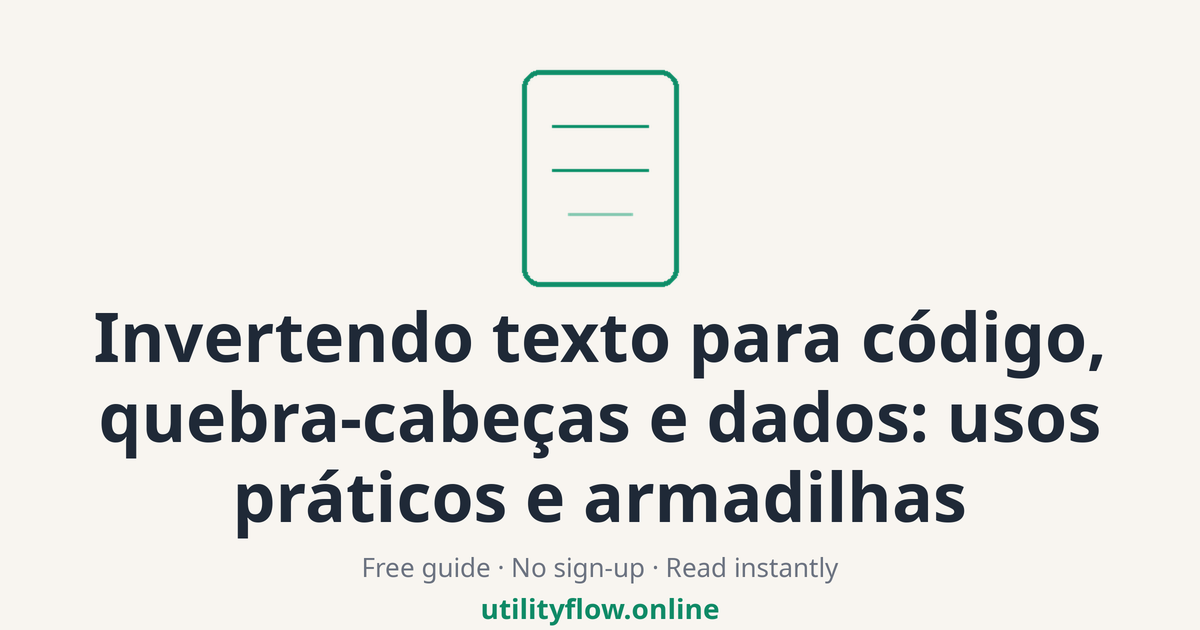 Invertendo texto para código,
quebra-cabeças e dados: usos
práticos e armadilhas
Free guide · No sign-up · Read instantly
utilityflow.online